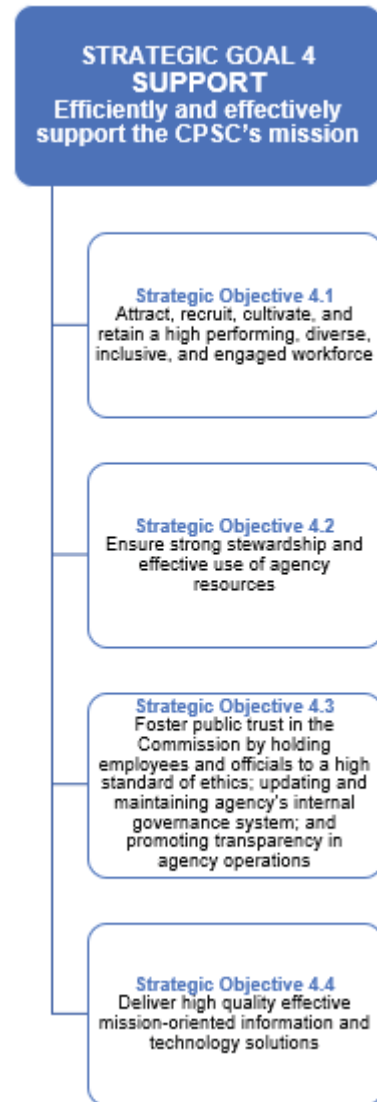 STRATEGIC GOAL 4
SUPPORT
Efficiently and effectively
support the CPSC's mission
Strategic Objective 4.1
Attract, recruit, cultivate, and
retain a high performing, diverse,
inclusive, and engaged workforce
Strategic Objective 4.2
Ensure strong stewardship and
effective use of agency
resources
Strategic Objective 4.3
Foster public trust in the
Commission by holding
employees and officials to a high
standard of ethics; updating and
maintaining agency's internal
governance system; and
promoting transparency in
agency operations
Strategic Objective 4.4
Deliver high quality effective
mission-oriented information and
technology solutions